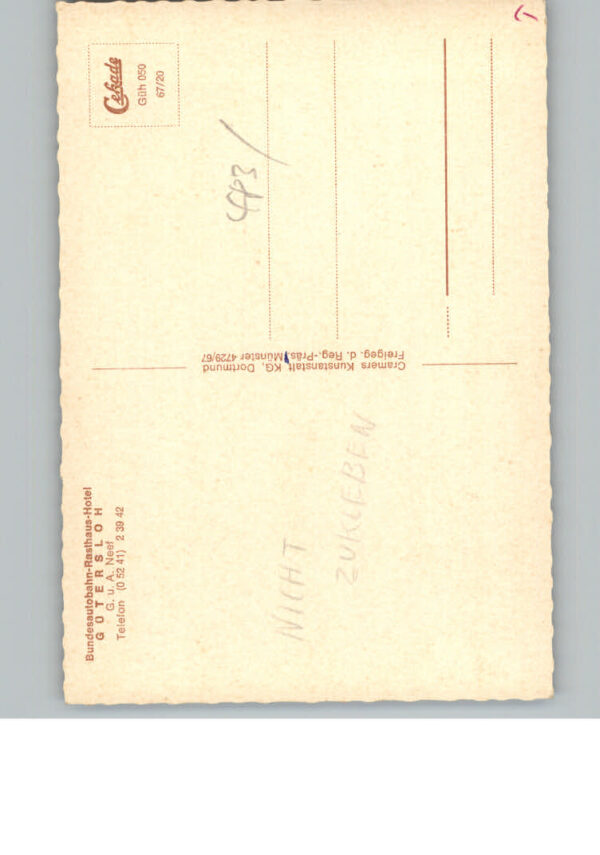 Bundesautobahn-Rasthaus-Hotel
GÜTERSLOH
G. u. A. Neef
Telefon (0 52 41) 2 39 42
NICHT
ZUKLEBEN
Cramers Kunstanstalt KG, Dortmund
Freigeg. d. Reg.-Präs. Münster 4729/67
Cekade
Güh 050
67/20